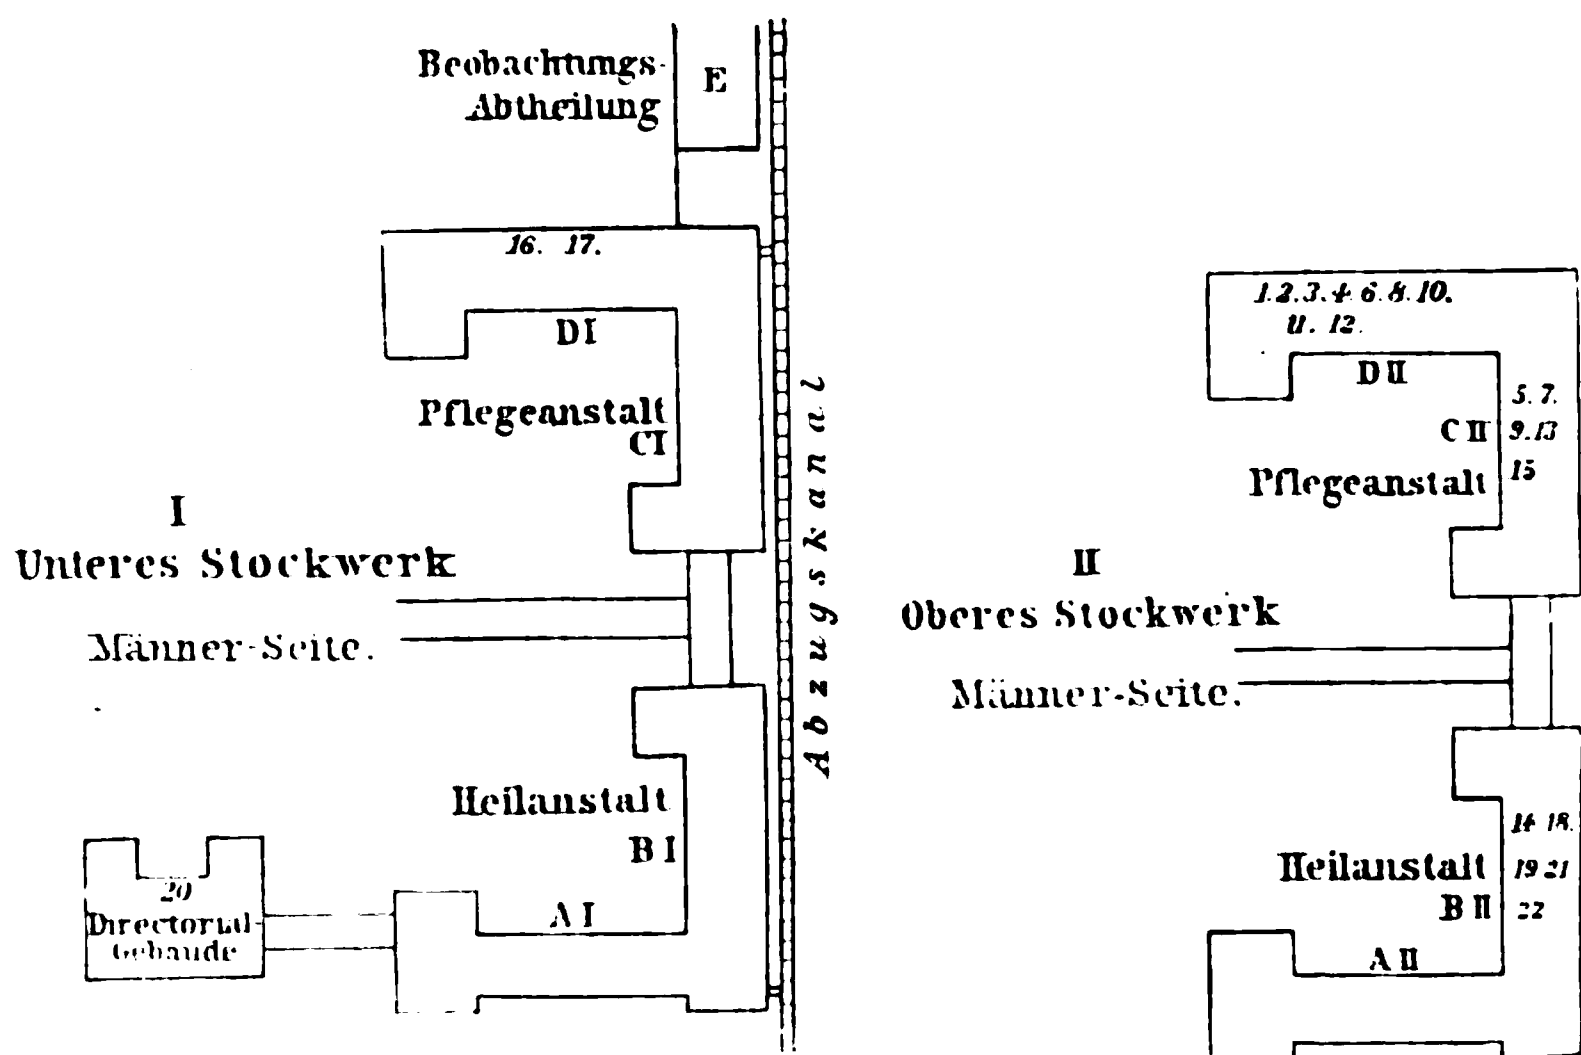 Beobachtungs-
Abtheilung
E
16. 17.
D I
Pflegeanstalt
C I
I
Unteres Stockwerk
Männer-Seite.
Abzugskanal
Heilanstalt
B I
A I
20
Directorial-
Gebäude
1.2.3.4.6.8.10.
11. 12.
D II
5. 7.
C II
9. 13
15
Pflegeanstalt
II
Oberes Stockwerk
Männer-Seite.
14 18.
Heilanstalt
19 21
B II
22
A II